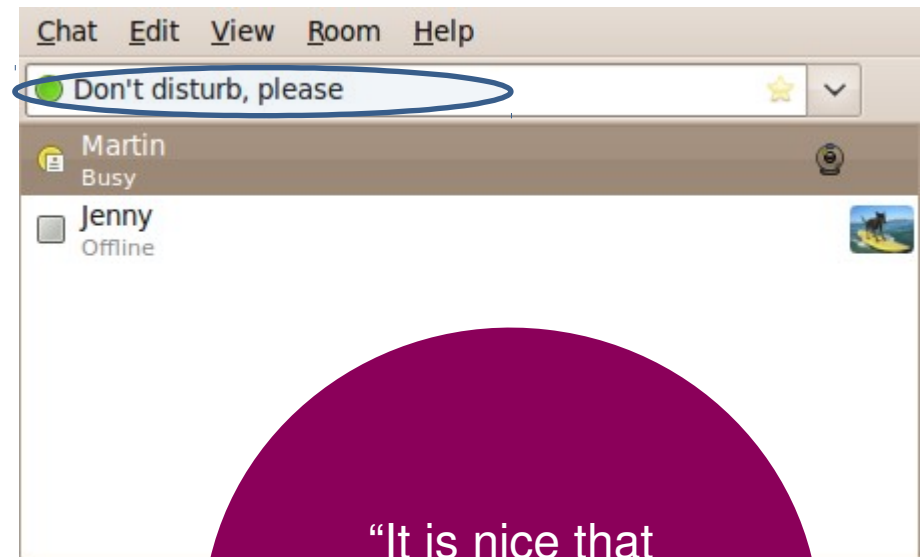 Chat Edit View Room Help
Don't disturb, please
Martin
Busy
Jenny
Offline
“It is nice that